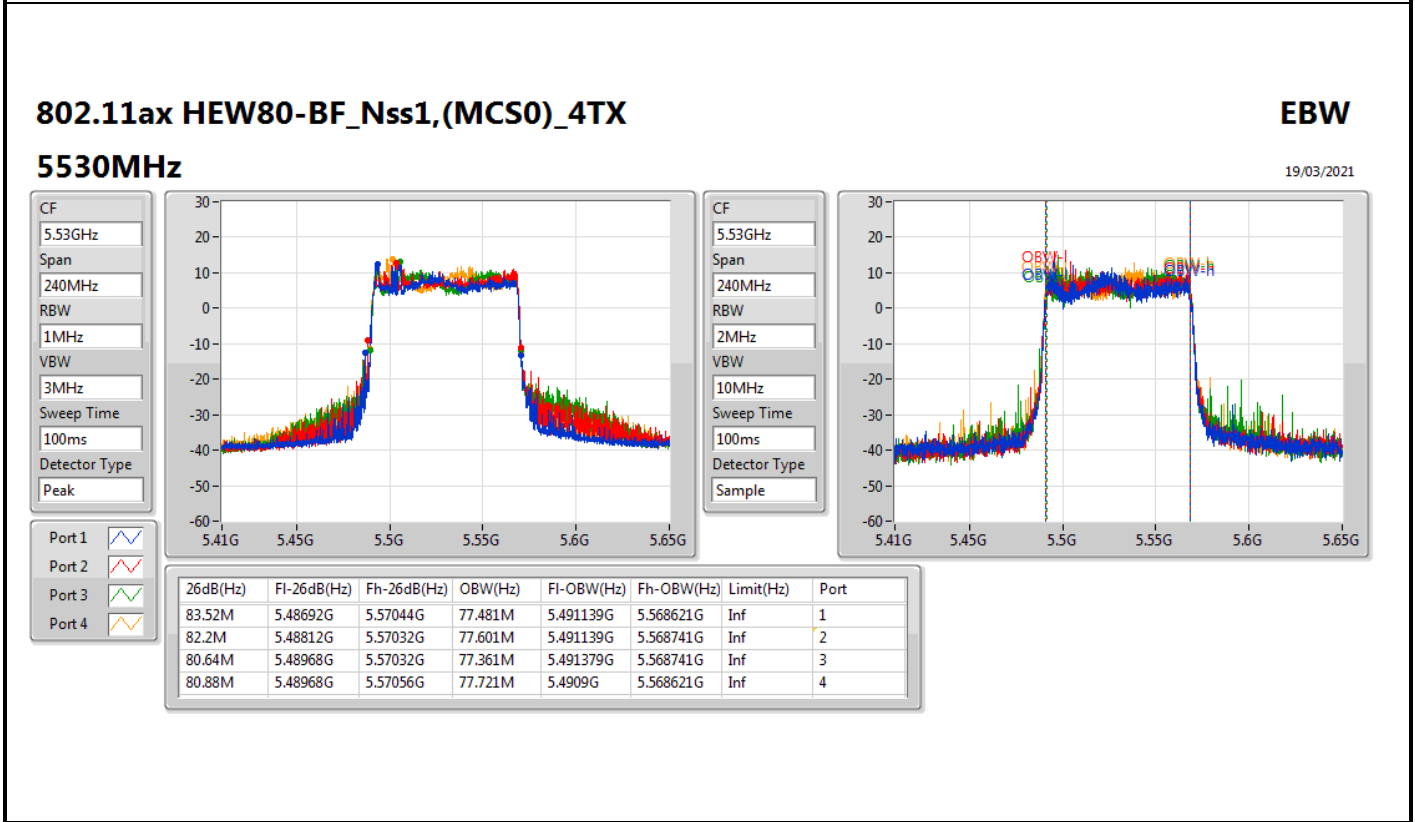 802.11ax HEW80-BF_Nss1,(MCS0)_4TX
EBW
5530MHz
19/03/2021
CF
5.53GHz
Span
240MHz
RBW
1MHz
VBW
3MHz
Sweep Time
100ms
Detector Type
Peak
30
20
10
0
-10
-20
-30
-40
-50
-60
5.41G 5.45G 5.5G 5.55G 5.6G 5.65G
CF
5.53GHz
Span
240MHz
RBW
2MHz
VBW
10MHz
Sweep Time
100ms
Detector Type
Sample
30
20
10
0
-10
-20
-30
-40
-50
-60
OBW-h
5.41G 5.45G 5.5G 5.55G 5.6G 5.65G
Port 1
Port 2
Port 3
Port 4
26dB(Hz) Fl-26dB(Hz) Fh-26dB(Hz) OBW(Hz) Fl-OBW(Hz) Fh-OBW(Hz) Limit(Hz) Port
83.52M 5.48692G 5.57044G 77.481M 5.491139G 5.568621G Inf 1
82.2M 5.48812G 5.57032G 77.601M 5.491139G 5.568741G Inf 2
80.64M 5.48968G 5.57032G 77.361M 5.491379G 5.568741G Inf 3
80.88M 5.48968G 5.57056G 77.721M 5.4909G 5.568621G Inf 4